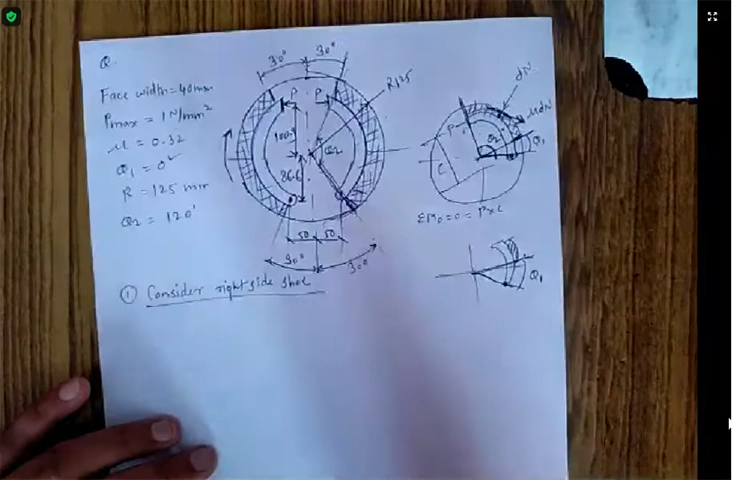 Q.
Face width = 40mm
Pmax = 1 N/mm²
μ = 0.32
θ1 = 0°
R = 125 mm
θ2 = 120°
30° 30°
P P
R125
100
θ2
86.6
50 50
30° 30°
dN
μdN
P
θ2
θ1
C
ΣM0 = 0 = P x C
θ1
① Consider right side shoe